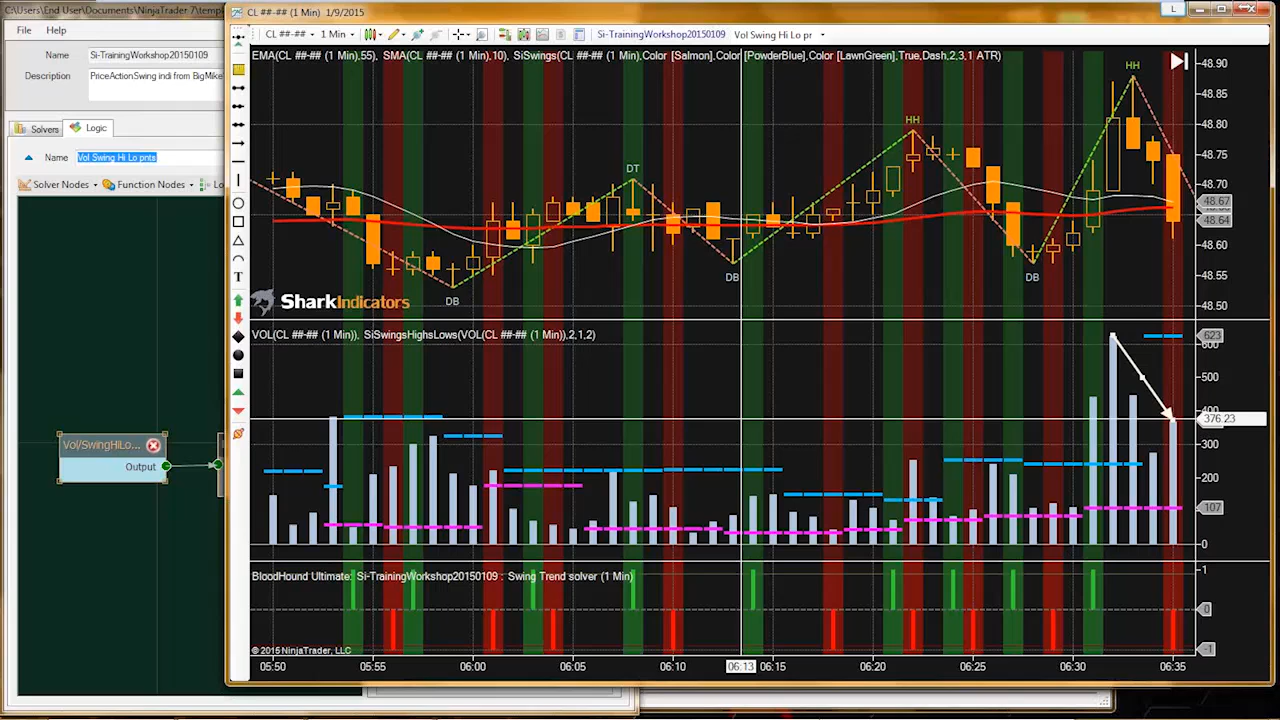 C:\Users\End User\Documents\NinjaTrader 7\temp
CL ##-## (1 Min) 1/9/2015
L
File Help
CL ##-## 1 Min Si-TrainingWorkshop20150109 Vol Swing Hi Lo pr
Name Si-TrainingWorkshop20150109
Description PriceActionSwing indi from BigMike
EMA(CL ##-## (1 Min),55), SMA(CL ##-## (1 Min),10), SiSwings(CL ##-## (1 Min),Color [Salmon],Color [PowderBlue],Color [LawnGreen],True,Dash,2,3,1 ATR)
Solvers Logic
Name Vol Swing Hi Lo pnts
Solver Nodes Function Nodes Lo
T
HH
HH
DT
DB
DB
DB
48.90
48.85
48.80
48.75
48.70
48.67
48.64
48.60
48.55
48.50
SharkIndicators
VOL(CL ##-## (1 Min)), SiSwingsHighsLows(VOL(CL ##-## (1 Min)),2,1,2)
623
600
500
400
376.23
300
200
107
0
Vol/SwingHiLo...
Output
BloodHound Ultimate: Si-TrainingWorkshop20150109 : Swing Trend solver (1 Min)
1
0
-1
© 2015 NinjaTrader, LLC
05:50 05:55 06:00 06:05 06:10 06:13 06:15 06:20 06:25 06:30 06:35